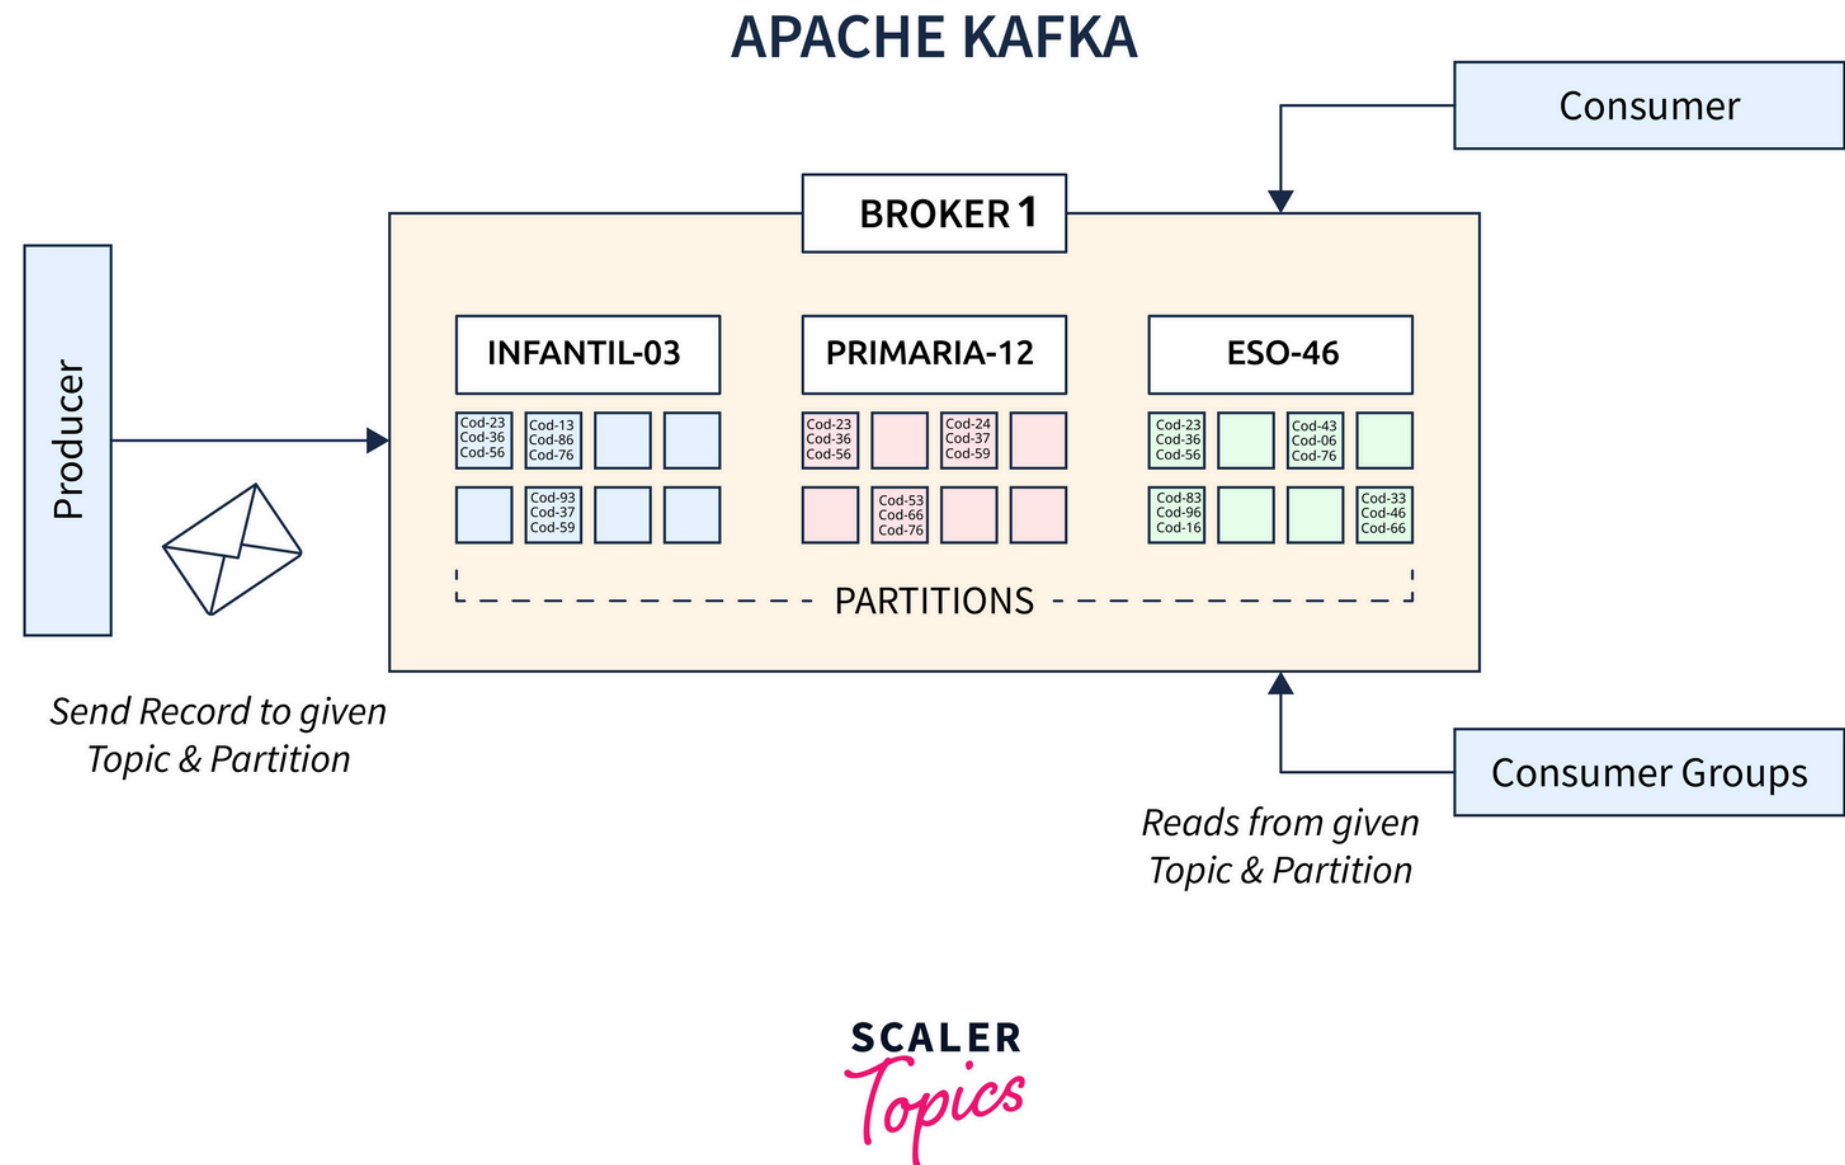 APACHE KAFKA
Consumer
BROKER 1
Producer
INFANTIL-03
PRIMARIA-12
ESO-46
Cod-23
Cod-36
Cod-56
Cod-13
Cod-86
Cod-76
Cod-23
Cod-36
Cod-56
Cod-24
Cod-37
Cod-59
Cod-23
Cod-36
Cod-56
Cod-43
Cod-06
Cod-76
Cod-93
Cod-37
Cod-59
Cod-53
Cod-66
Cod-76
Cod-83
Cod-96
Cod-16
Cod-33
Cod-46
Cod-66
PARTITIONS
Send Record to given
Topic & Partition
Consumer Groups
Reads from given
Topic & Partition
SCALER
Topics